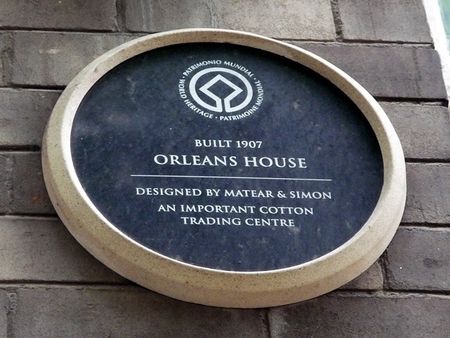 PATRIMONIO MUNDIAL • WORLD HERITAGE • PATRIMOINE MONDIAL •
BUILT 1907
ORLEANS HOUSE
DESIGNED BY MATEAR & SIMON
AN IMPORTANT COTTON
TRADING CENTRE